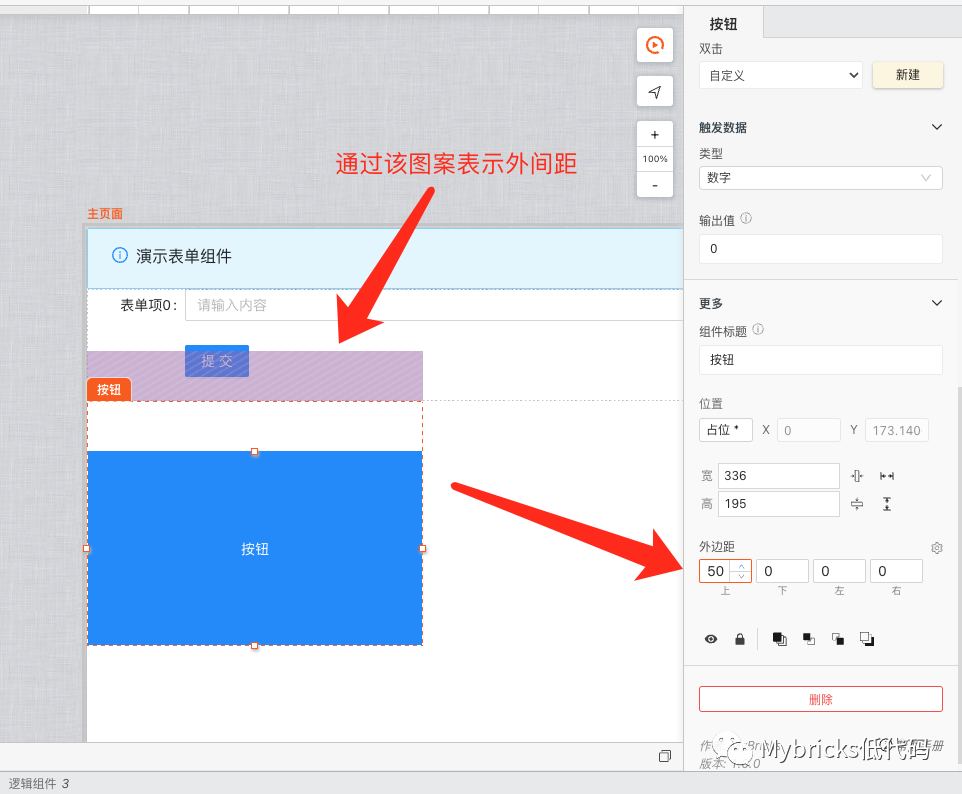 按钮
双击
自定义
新建
触发数据
类型
数字
输出值
0
更多
组件标题
按钮
位置
占位 *
X
0
Y
173.140
宽
336
高
195
外边距
50
0
0
0
上
下
左
右
删除
版本:
Mybricks低代码
+
100%
-
通过该图案表示外间距
主页面
演示表单组件
表单项0 :
请输入内容
提 交
按钮
按钮
逻辑组件 3